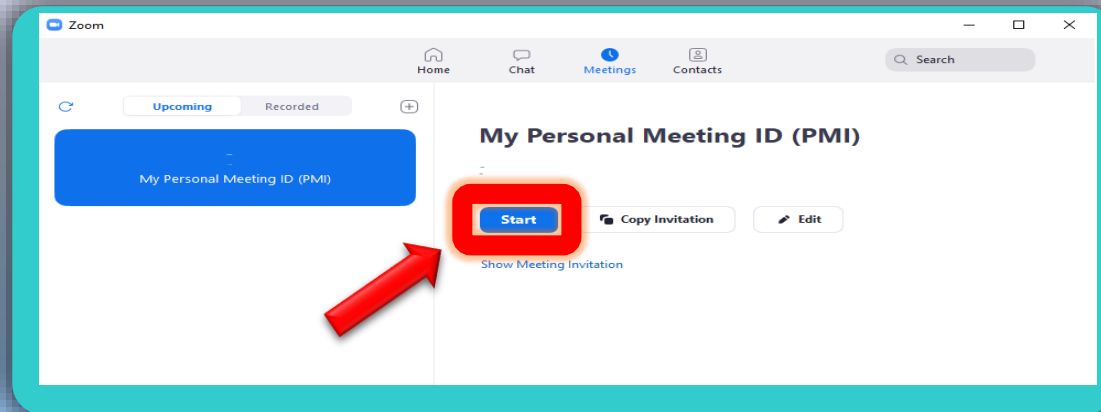 Zoom
Home
Chat
Meetings
Contacts
Search
Upcoming
Recorded
My Personal Meeting ID (PMI)
My Personal Meeting ID (PMI)
Start
Copy Invitation
Edit
Show Meeting Invitation